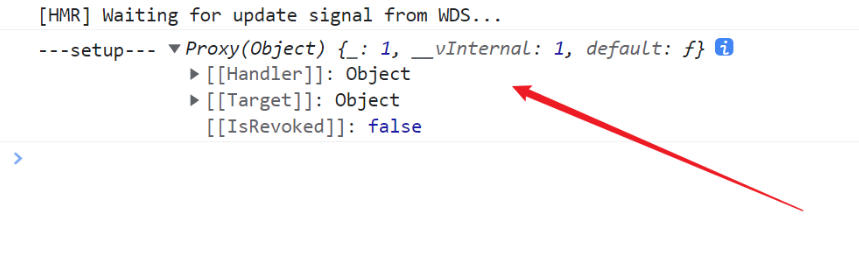 [HMR] Waiting for update signal from WDS...
---setup--- ▼Proxy(Object) {_: 1, __vInternal: 1, default: ƒ} i
▶[[Handler]]: Object
▶[[Target]]: Object
[[IsRevoked]]: false
>